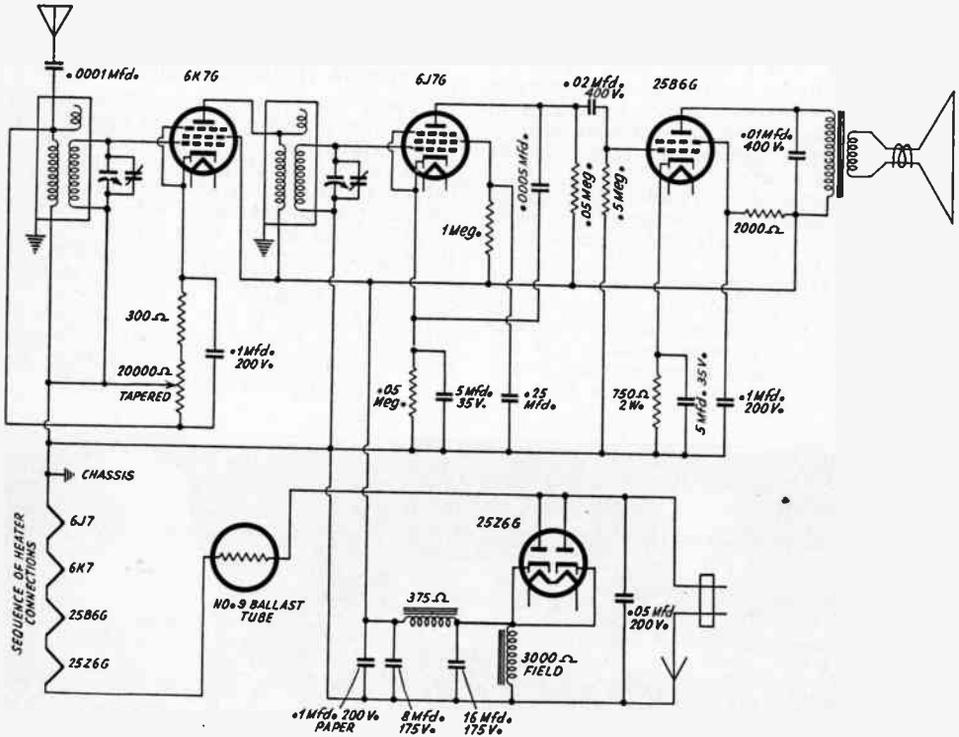 .0001 Mfd.
6K7G
6J7G
.02 Mfd.
400 V.
25B6G
.01 Mfd.
400 V.
.0005 Mfd.
.05 Meg.
.5 Meg.
1 Meg.
2000 Ω
300 Ω
.1 Mfd.
200 V.
20000 Ω
TAPERED
.05
Meg.
5 Mfd.
35 V.
.25
Mfd.
750 Ω
2 W.
5 Mfd. 35 V.
.1 Mfd.
200 V.
CHASSIS
SEQUENCE OF HEATER
CONNECTIONS
6J7
6K7
25B6G
25Z6G
NO. 9 BALLAST
TUBE
25Z6G
375 Ω
3000 Ω
FIELD
.05 Mfd.
200 V.
.1 Mfd. 200 V.
PAPER
8 Mfd.
175 V.
16 Mfd.
175 V.